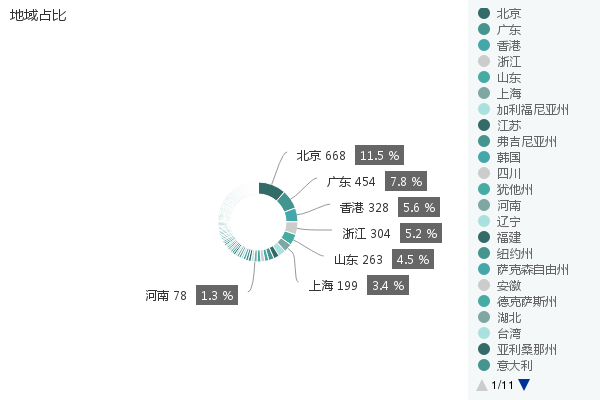 地域占比
北京 668 11.5 %
广东 454 7.8 %
香港 328 5.6 %
浙江 304 5.2 %
山东 263 4.5 %
上海 199 3.4 %
河南 78 1.3 %
北京
广东
香港
浙江
山东
上海
加利福尼亚州
江苏
弗吉尼亚州
韩国
四川
犹他州
河南
辽宁
福建
纽约州
萨克森自由州
安徽
德克萨斯州
湖北
台湾
亚利桑那州
意大利
1/11